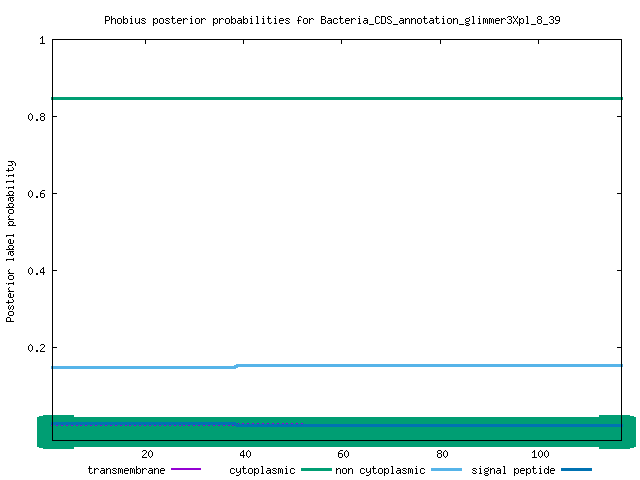 Phobius posterior probabilities for Bacteria_CDS_annotation_glimmer3Xpl_8_39
1
0.8
0.6
0.4
0.2
Posterior label probability
20 40 60 80 100
transmembrane cytoplasmic non cytoplasmic signal peptide